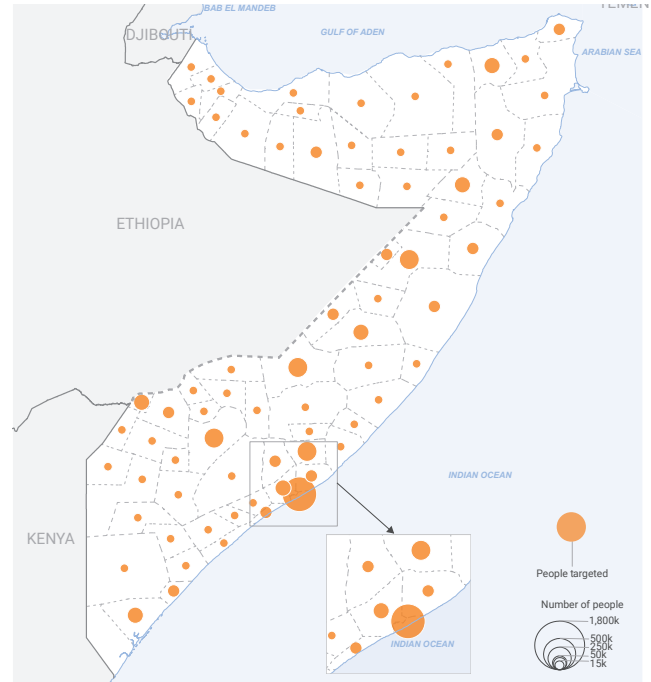 YEMEN
BAB EL MANDEB
DJIBOUTI
GULF OF ADEN
ARABIAN SEA
ETHIOPIA
INDIAN OCEAN
KENYA
People targeted
Number of people
1,800k
500k
250k
50k
15k
INDIAN OCEAN